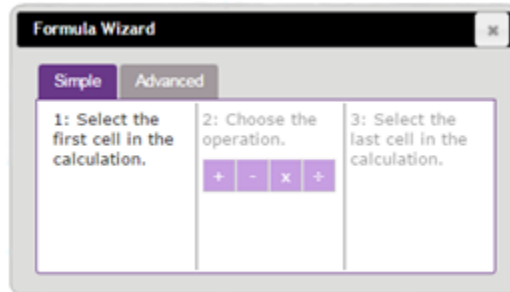 Formula Wizard
Simple Advanced
1: Select the
first cell in the
calculation.
2: Choose the
operation.
+ - x ÷
3: Select the
last cell in the
calculation.